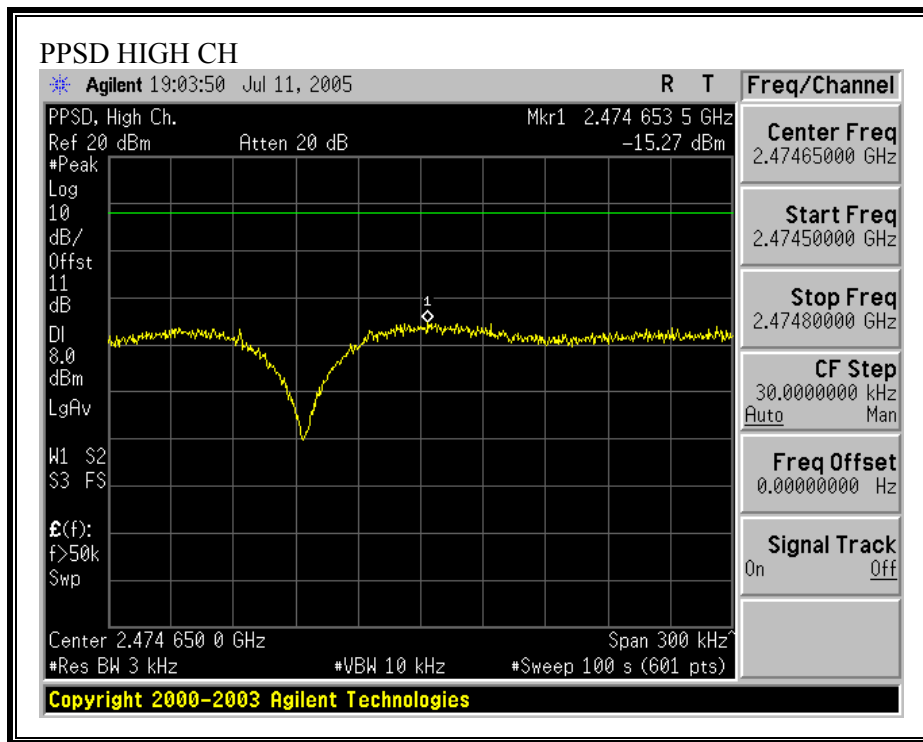 PPSD HIGH CH
Agilent 19:03:50 Jul 11, 2005 R T
PPSD, High Ch. Mkr1 2.474 653 5 GHz
Ref 20 dBm Atten 20 dB -15.27 dBm
#Peak
Log
10
dB/
Offst
11
dB
DI
8.0
dBm
LgAv
W1 S2
S3 FS
£(f):
f>50k
Swp
1
Center 2.474 650 0 GHz Span 300 kHz^
#Res BW 3 kHz #VBW 10 kHz #Sweep 100 s (601 pts)
Copyright 2000-2003 Agilent Technologies
Freq/Channel
Center Freq
2.47465000 GHz
Start Freq
2.47450000 GHz
Stop Freq
2.47480000 GHz
CF Step
30.0000000 kHz
Auto Man
Freq Offset
0.00000000 Hz
Signal Track
On Off